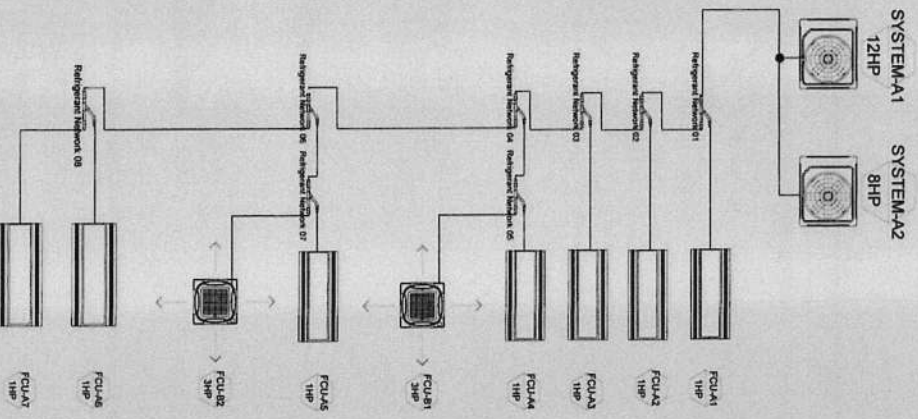 SYSTEM-A1
12HP
SYSTEM-A2
8HP
Refrigerant Network 01
Refrigerant Network 02
Refrigerant Network 03
Refrigerant Network 04
Refrigerant Network 05
Refrigerant Network 06
Refrigerant Network 07
Refrigerant Network 08
FCU-A1
1HP
FCU-A2
1HP
FCU-A3
1HP
FCU-A4
1HP
FCU-B1
3HP
FCU-A5
1HP
FCU-B2
3HP
FCU-A6
1HP
FCU-A7
1HP